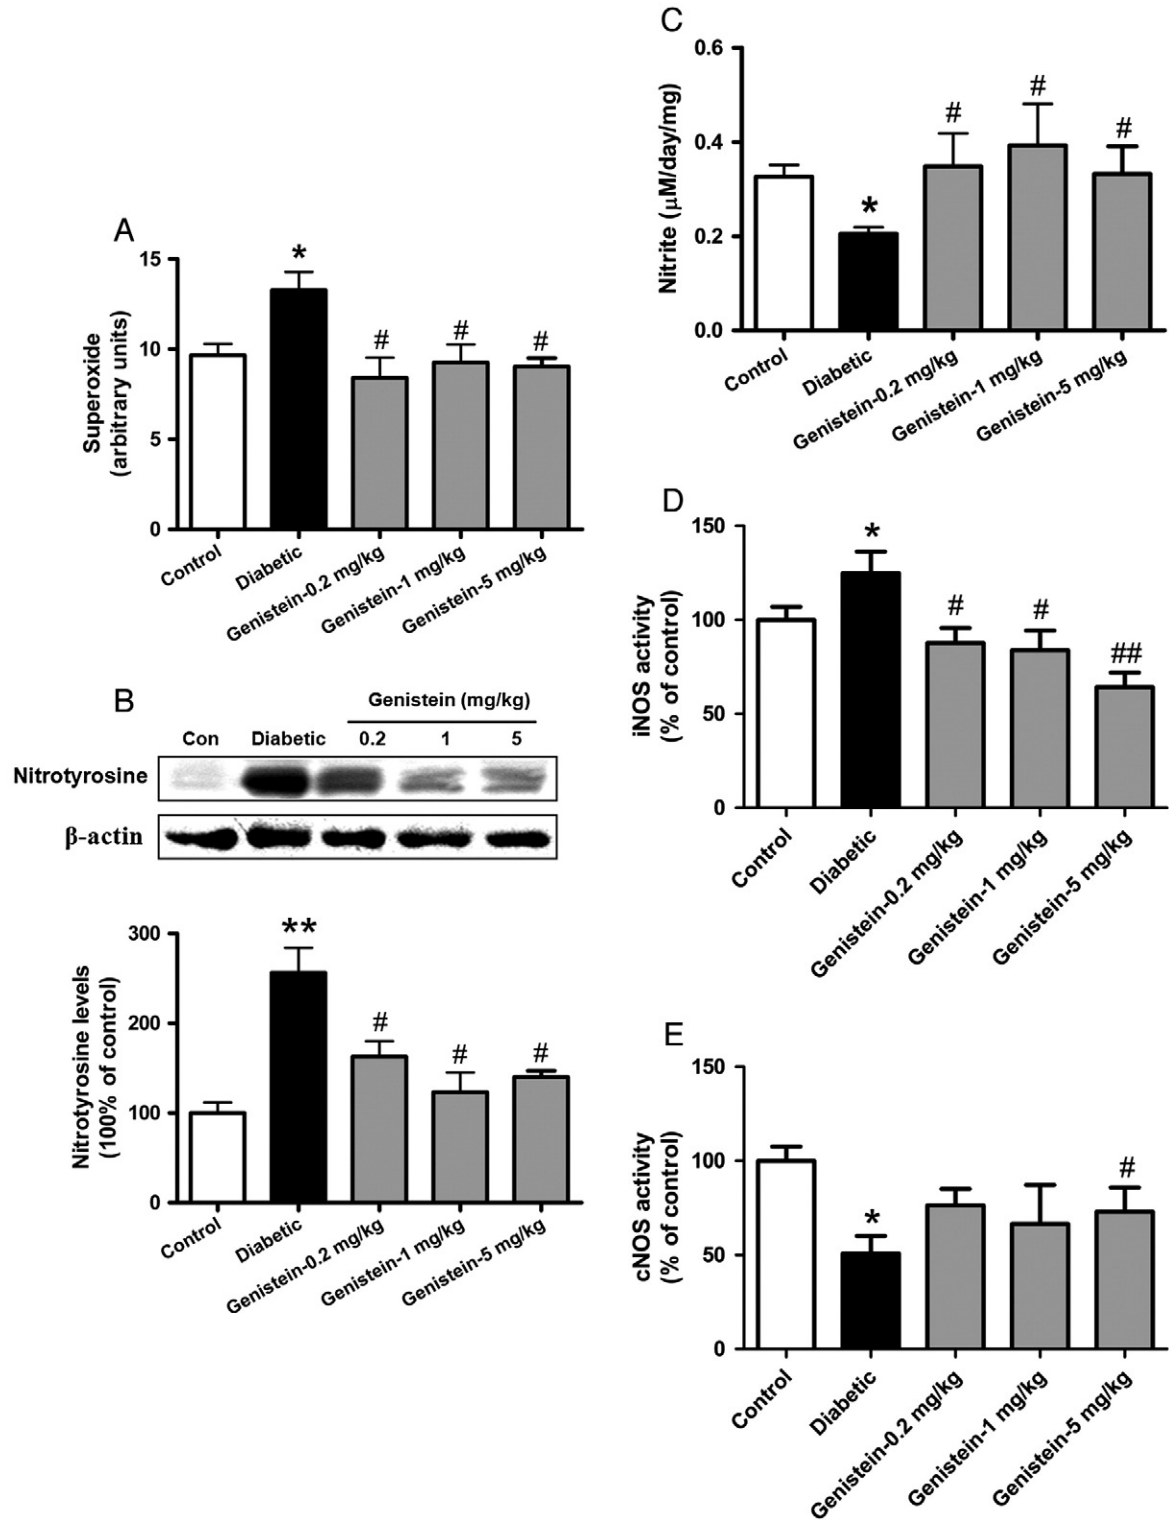 A
15
10
5
0
Superoxide
(arbitrary units)
*
#
#
#
Control
Diabetic
Genistein-0.2 mg/kg
Genistein-1 mg/kg
Genistein-5 mg/kg
B
Genistein (mg/kg)
Con Diabetic 0.2 1 5
Nitrotyrosine
β-actin
300
200
100
0
Nitrotyrosine levels
(100% of control)
**
#
#
#
Control
Diabetic
Genistein-0.2 mg/kg
Genistein-1 mg/kg
Genistein-5 mg/kg
C
0.6
0.4
0.2
0.0
Nitrite (μM/day/mg)
*
#
#
#
Control
Diabetic
Genistein-0.2 mg/kg
Genistein-1 mg/kg
Genistein-5 mg/kg
D
150
100
50
0
iNOS activity
(% of control)
*
#
#
##
Control
Diabetic
Genistein-0.2 mg/kg
Genistein-1 mg/kg
Genistein-5 mg/kg
E
150
100
50
0
cNOS activity
(% of control)
*
#
Control
Diabetic
Genistein-0.2 mg/kg
Genistein-1 mg/kg
Genistein-5 mg/kg